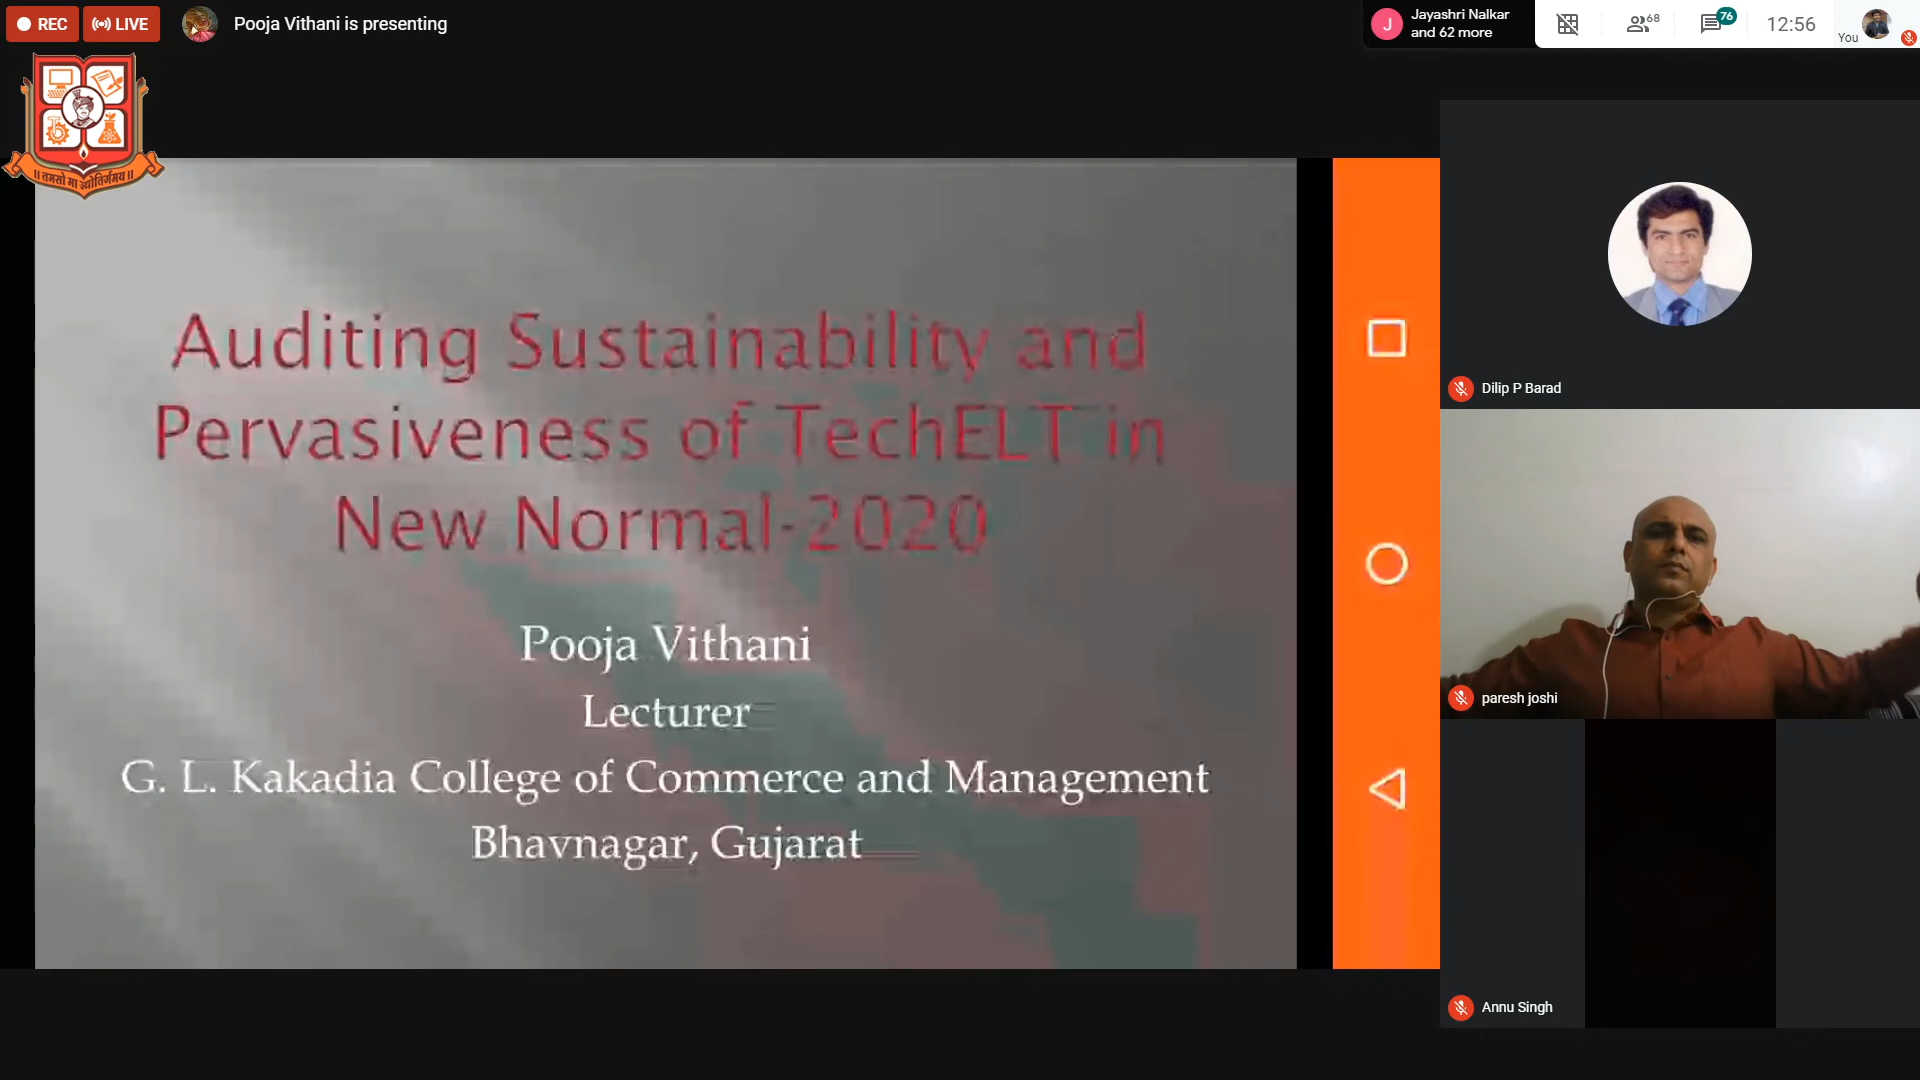 REC
LIVE
Pooja Vithani is presenting
J
Jayashri Nalkar
and 62 more
68
76
12:56
You
॥ तमसो मा ज्योतिर्गमय ॥
Auditing Sustainability and
Pervasiveness of TechELT in
New Normal-2020
Pooja Vithani
Lecturer
G. L. Kakadia College of Commerce and Management
Bhavnagar, Gujarat
Dilip P Barad
paresh joshi
Annu Singh